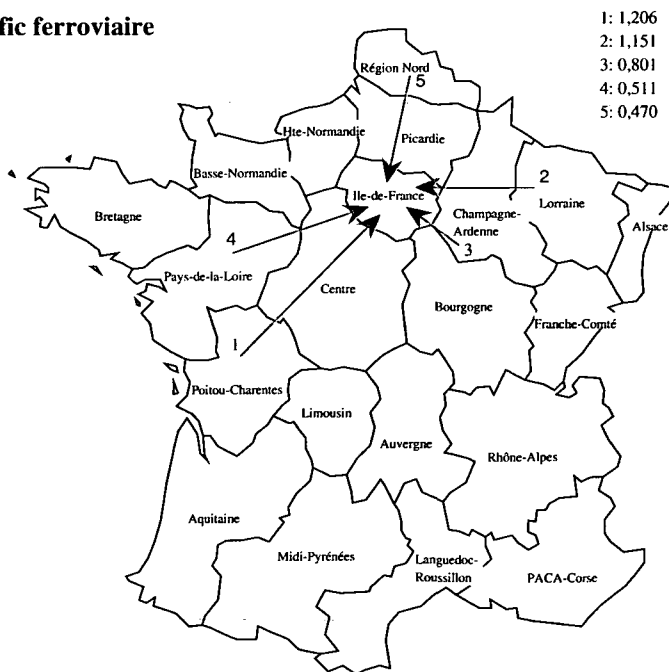 fic ferroviaire
1: 1,206
2: 1,151
3: 0,801
4: 0,511
5: 0,470
Région Nord
5
Hte-Normandie
Picardie
Basse-Normandie
2
Ile-de-France
Lorraine
Bretagne
Champagne-
Ardenne
Alsace
4
3
Pays-de-la-Loire
Centre
Bourgogne
Franche-Comté
1
Poitou-Charentes
Limousin
Auvergne
Rhône-Alpes
Aquitaine
Midi-Pyrénées
Languedoc-
Roussillon
PACA-Corse